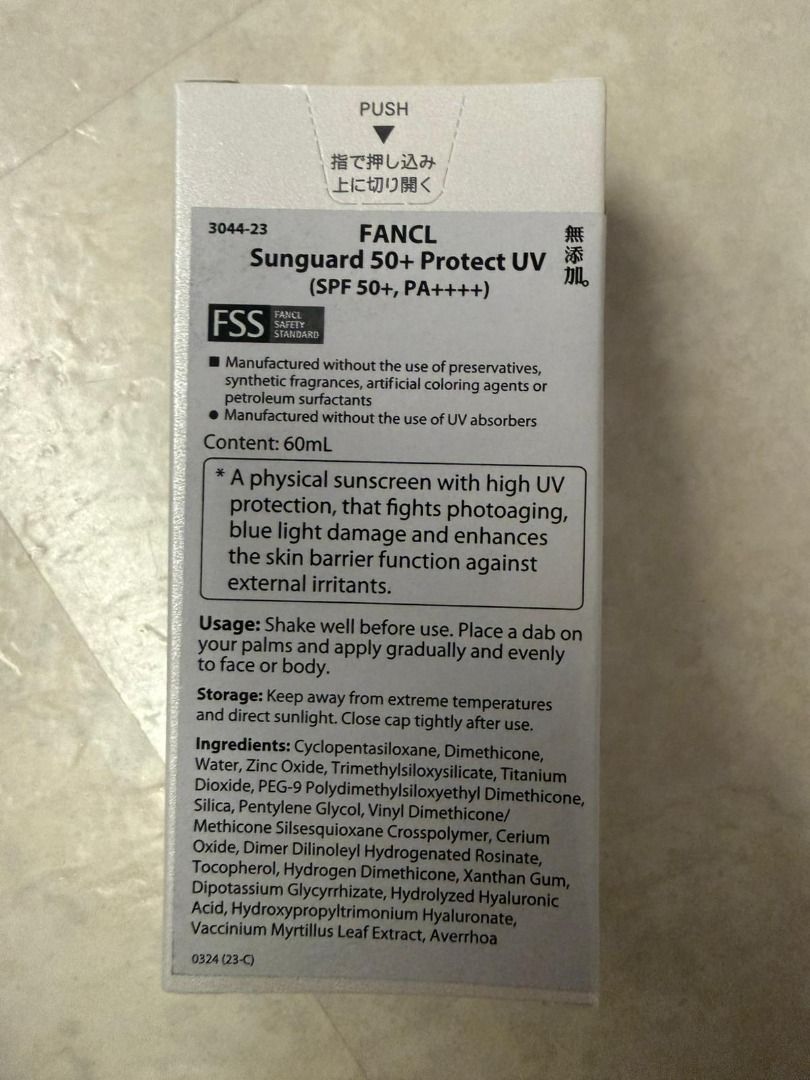 PUSH
指で押し込み
上に切り開く
3044-23
FANCL
Sunguard 50+ Protect UV
(SPF 50+, PA++++)
無添加。
FSS FANCL SAFETY STANDARD
■ Manufactured without the use of preservatives,
synthetic fragrances, artificial coloring agents or
petroleum surfactants
● Manufactured without the use of UV absorbers
Content: 60mL
* A physical sunscreen with high UV
protection, that fights photoaging,
blue light damage and enhances
the skin barrier function against
external irritants.
Usage: Shake well before use. Place a dab on
your palms and apply gradually and evenly
to face or body.
Storage: Keep away from extreme temperatures
and direct sunlight. Close cap tightly after use.
Ingredients: Cyclopentasiloxane, Dimethicone,
Water, Zinc Oxide, Trimethylsiloxysilicate, Titanium
Dioxide, PEG-9 Polydimethylsiloxyethyl Dimethicone,
Silica, Pentylene Glycol, Vinyl Dimethicone/
Methicone Silsesquioxane Crosspolymer, Cerium
Oxide, Dimer Dilinoleyl Hydrogenated Rosinate,
Tocopherol, Hydrogen Dimethicone, Xanthan Gum,
Dipotassium Glycyrrhizate, Hydrolyzed Hyaluronic
Acid, Hydroxypropyltrimonium Hyaluronate,
Vaccinium Myrtillus Leaf Extract, Averrhoa
0324 (23-C)